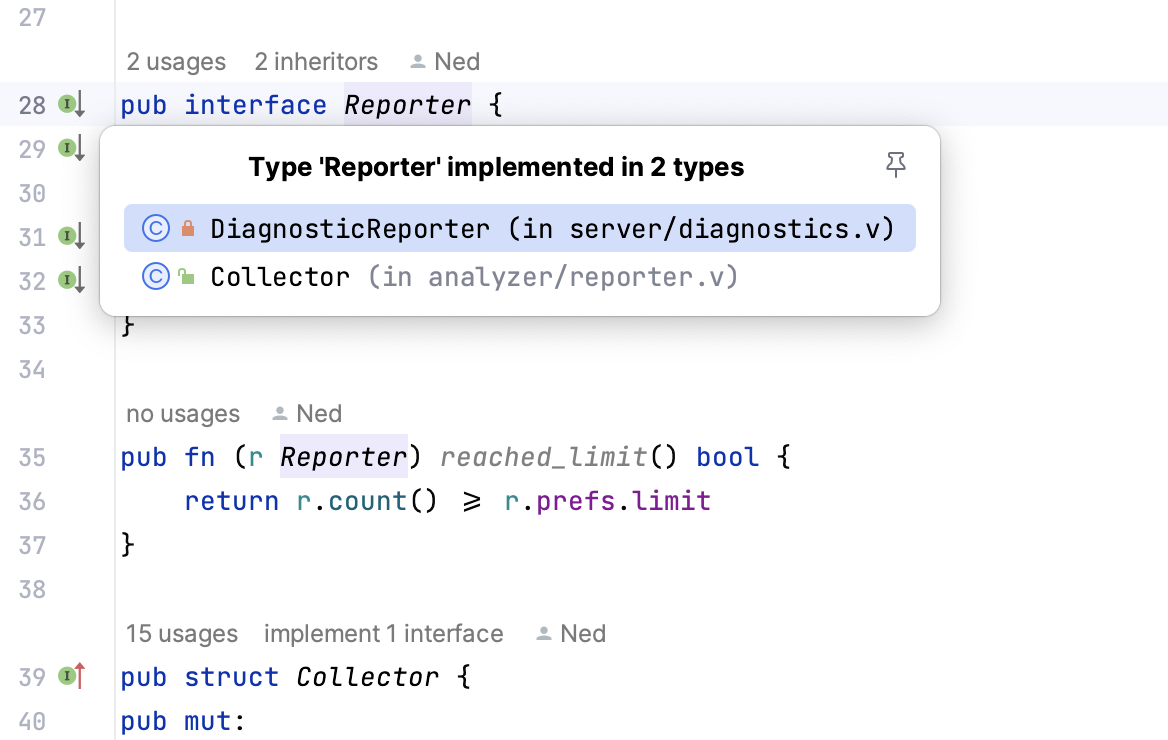 27
2 usages 2 inheritors Ned
28 pub interface Reporter {
29
Type 'Reporter' implemented in 2 types
30
DiagnosticReporter (in server/diagnostics.v)
31
Collector (in analyzer/reporter.v)
32
33 }
34
no usages Ned
35 pub fn (r Reporter) reached_limit() bool {
36 return r.count() ⩾ r.prefs.limit
37 }
38
15 usages implement 1 interface Ned
39 pub struct Collector {
40 pub mut: